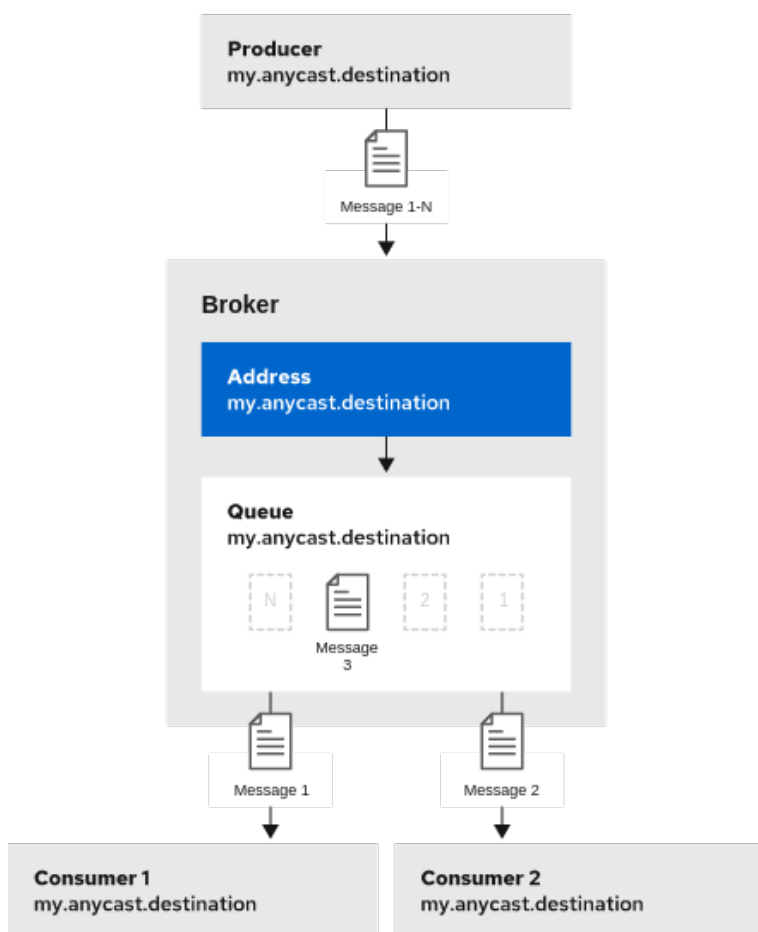 Producer
my.anycast.destination
Message 1-N
Broker
Address
my.anycast.destination
Queue
my.anycast.destination
N
2
1
Message
3
Message 1
Message 2
Consumer 1
my.anycast.destination
Consumer 2
my.anycast.destination